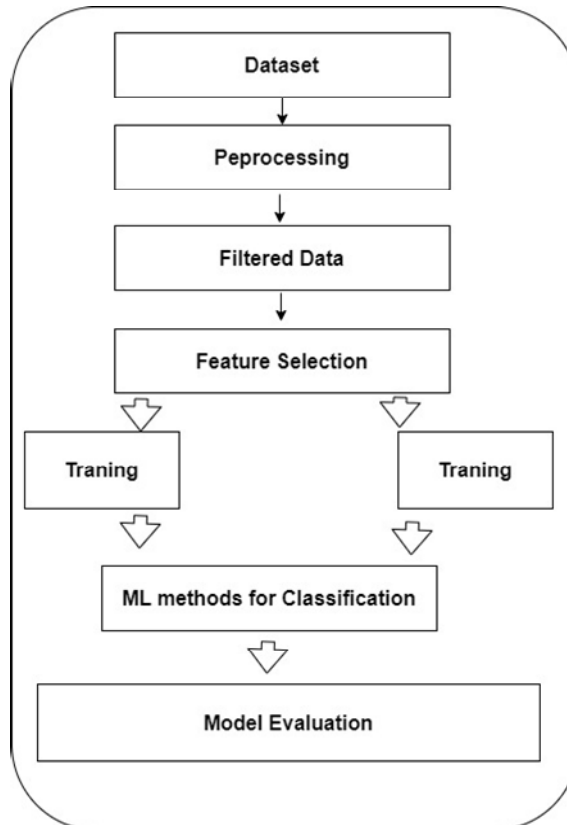 Dataset
Peprocessing
Filtered Data
Feature Selection
Traning
Traning
ML methods for Classification
Model Evaluation